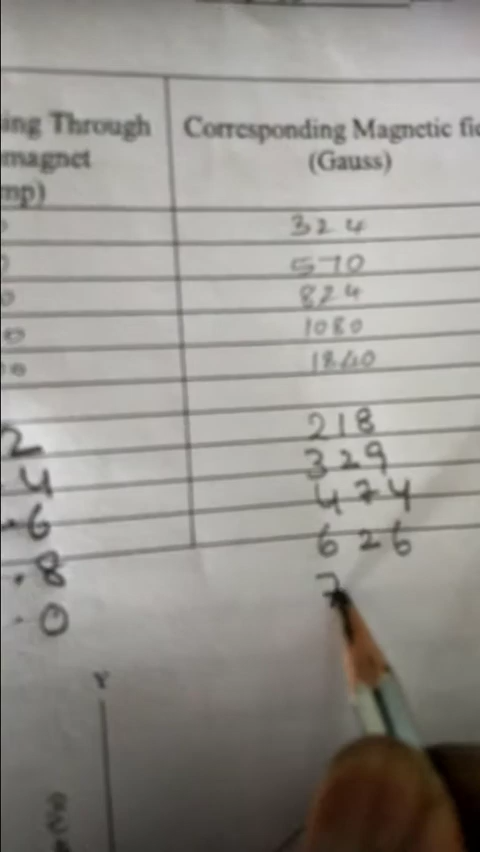 ing Through Corresponding Magnetic fie
magnet (Gauss)
mp)
324
570
824
1080
1840
2 218
4 329
.6 474
.8 626
.0 7
Y